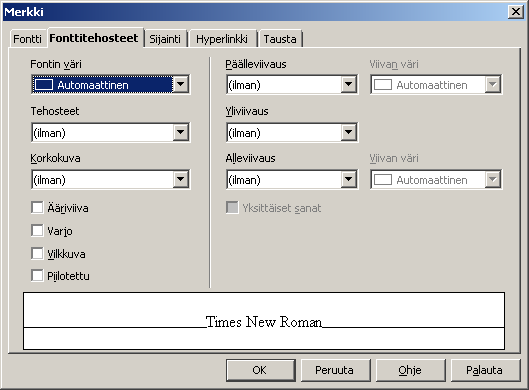 Merkki
Fontti Fonttitehosteet Sijainti Hyperlinkki Tausta
Fontin väri
Automaattinen
Tehosteet
(ilman)
Korkokuva
(ilman)
Ääriviiva
Varjo
Vilkkuva
Piilotettu
Päälleviivaus Viivan väri
(ilman) Automaattinen
Yliviivaus
(ilman)
Alleviivaus Viivan väri
(ilman) Automaattinen
Yksittäiset sanat
Times New Roman
OK Peruuta Ohje Palauta